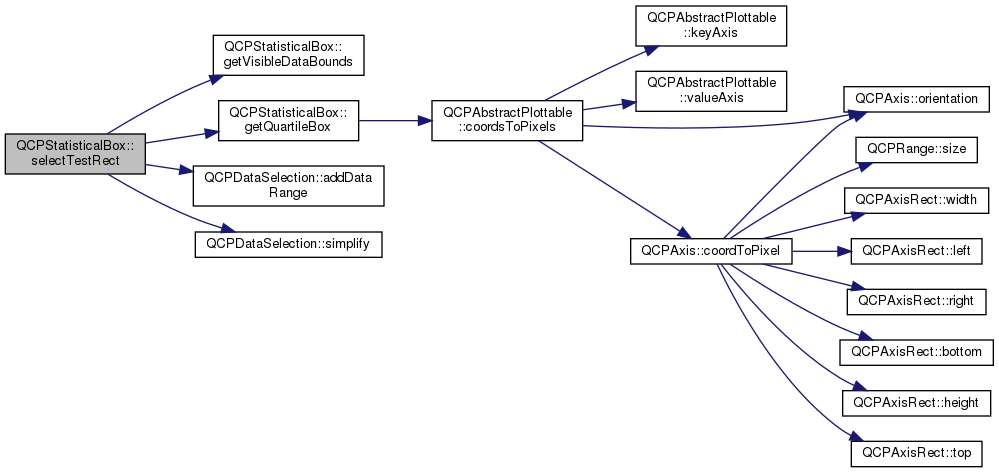 QCPStatisticalBox::
selectTestRect
QCPStatisticalBox::
getVisibleDataBounds
QCPStatisticalBox::
getQuartileBox
QCPDataSelection::addData
Range
QCPDataSelection::simplify
QCPAbstractPlottable
::coordsToPixels
QCPAbstractPlottable
::keyAxis
QCPAbstractPlottable
::valueAxis
QCPAxis::coordToPixel
QCPAxis::orientation
QCPRange::size
QCPAxisRect::width
QCPAxisRect::left
QCPAxisRect::right
QCPAxisRect::bottom
QCPAxisRect::height
QCPAxisRect::top